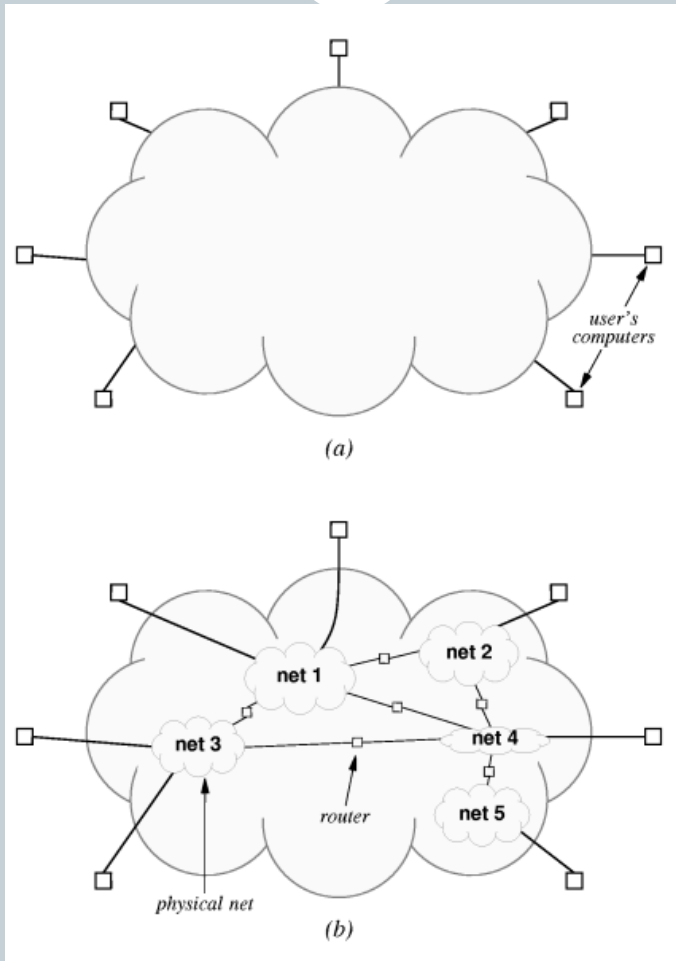 user's
computers
(a)
net 1
net 2
net 3
net 4
net 5
router
physical net
(b)